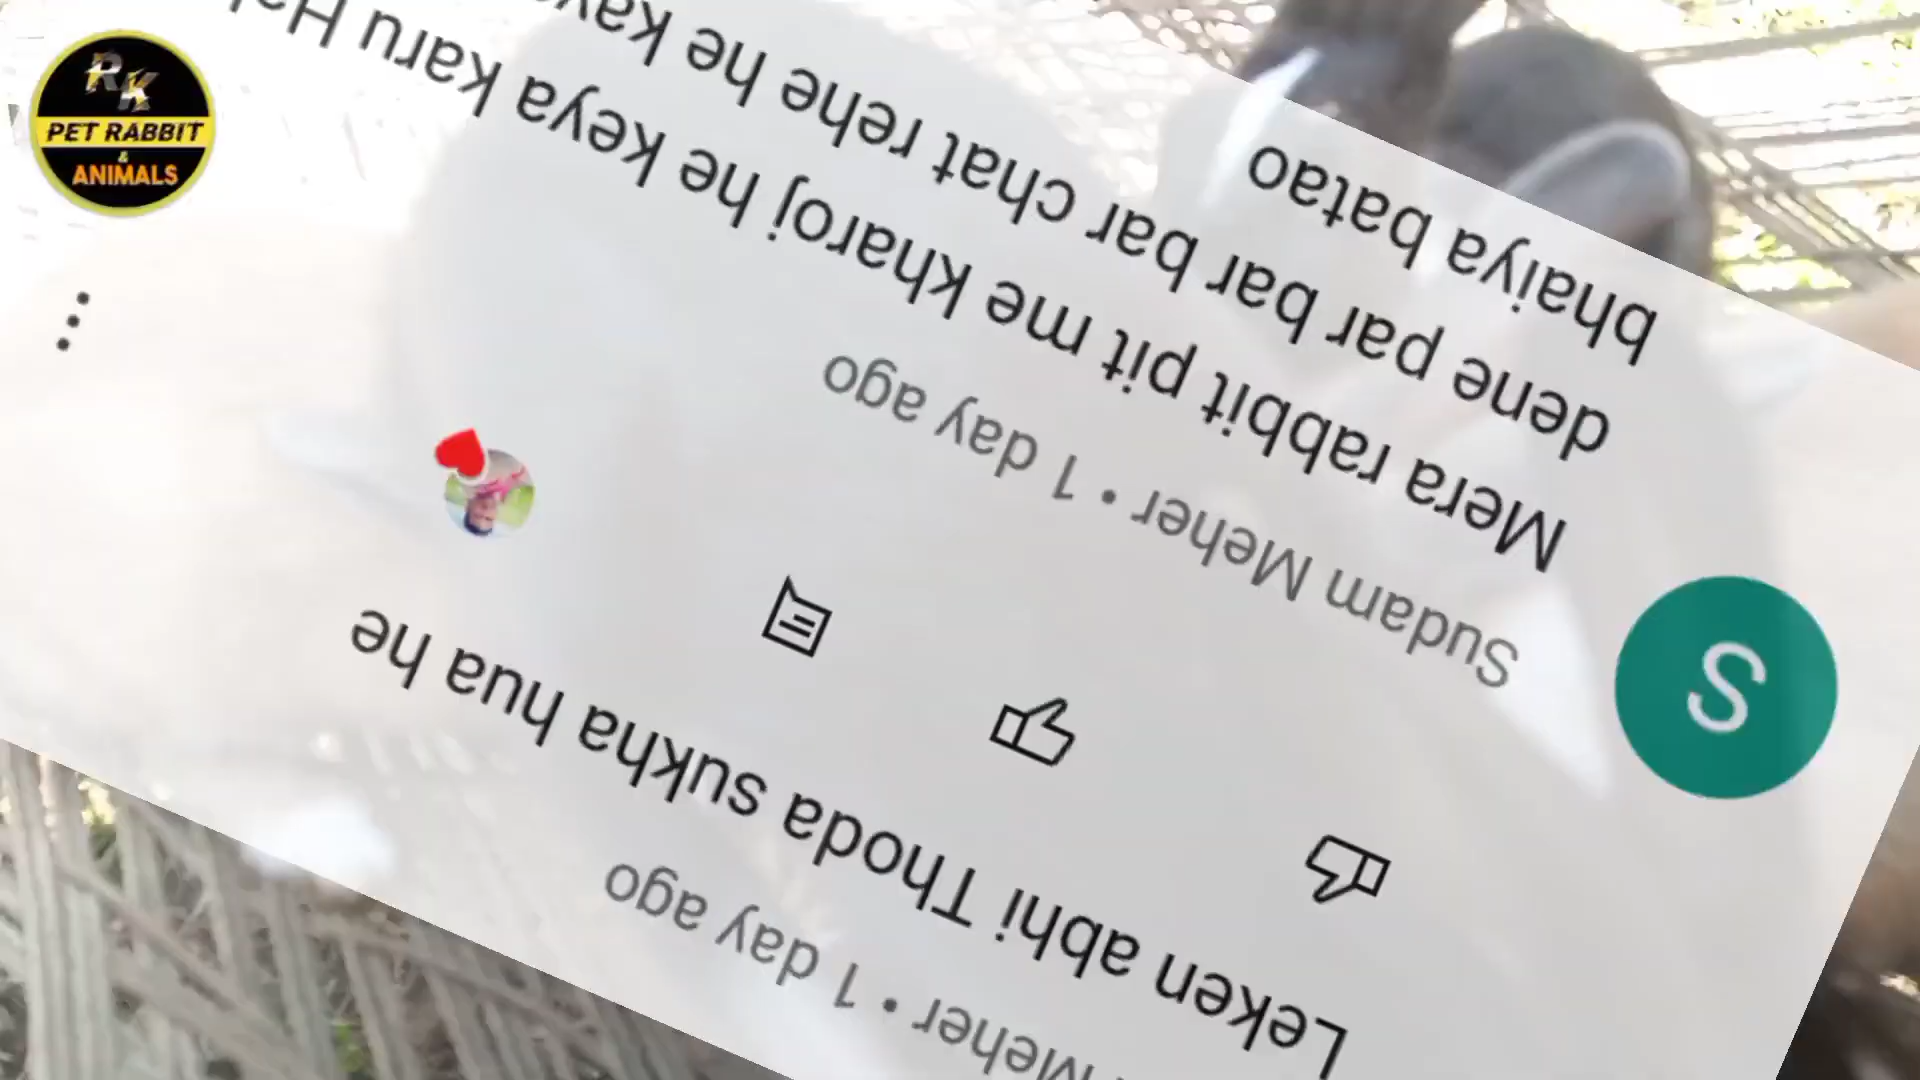 RK
PET RABBIT
&
ANIMALS
S
Sudam Meher • 1 day ago
Mera rabbit pit me kharoj he keya karu
dene par bar bar chat rehe he
bhaiya batao
Meher • 1 day ago
Leken abhi Thoda sukha hua he